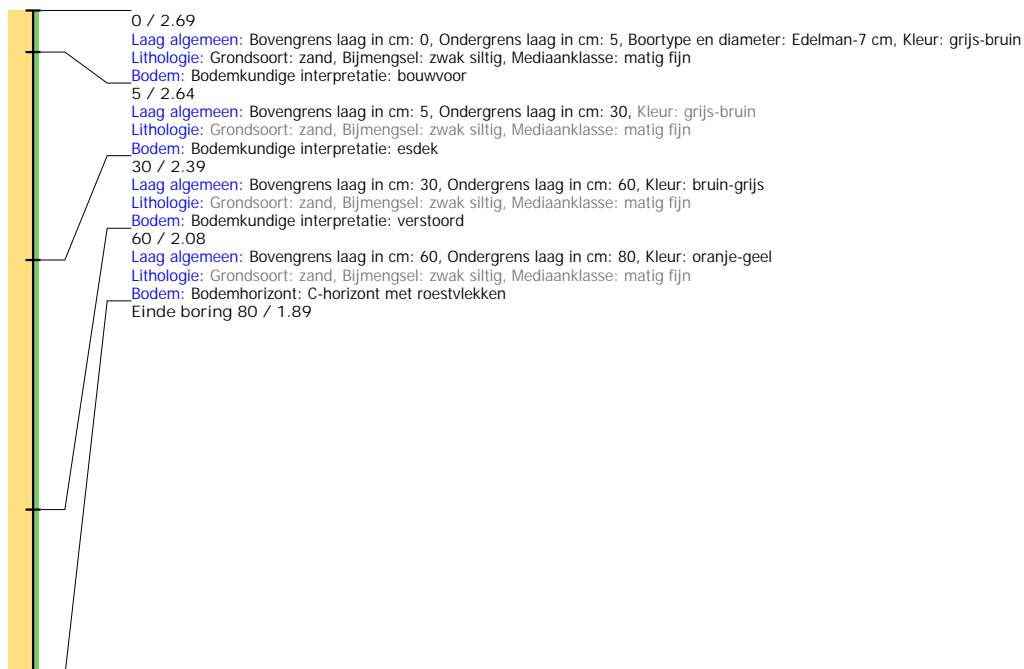 0 / 2.69
Laag algemeen: Bovengrens laag in cm: 0, Ondergrens laag in cm: 5, Boortype en diameter: Edelman-7 cm, Kleur: grijs-bruin
Lithologie: Grondsoort: zand, Bijmengsel: zwak siltig, Mediaanklasse: matig fijn
Bodem: Bodemkundige interpretatie: bouwvoor
5 / 2.64
Laag algemeen: Bovengrens laag in cm: 5, Ondergrens laag in cm: 30, Kleur: grijs-bruin
Lithologie: Grondsoort: zand, Bijmengsel: zwak siltig, Mediaanklasse: matig fijn
Bodem: Bodemkundige interpretatie: esdek
30 / 2.39
Laag algemeen: Bovengrens laag in cm: 30, Ondergrens laag in cm: 60, Kleur: bruin-grijs
Lithologie: Grondsoort: zand, Bijmengsel: zwak siltig, Mediaanklasse: matig fijn
Bodem: Bodemkundige interpretatie: verstoord
60 / 2.08
Laag algemeen: Bovengrens laag in cm: 60, Ondergrens laag in cm: 80, Kleur: oranje-geel
Lithologie: Grondsoort: zand, Bijmengsel: zwak siltig, Mediaanklasse: matig fijn
Bodem: Bodemhorizont: C-horizont met roestvlekken
Einde boring 80 / 1.89